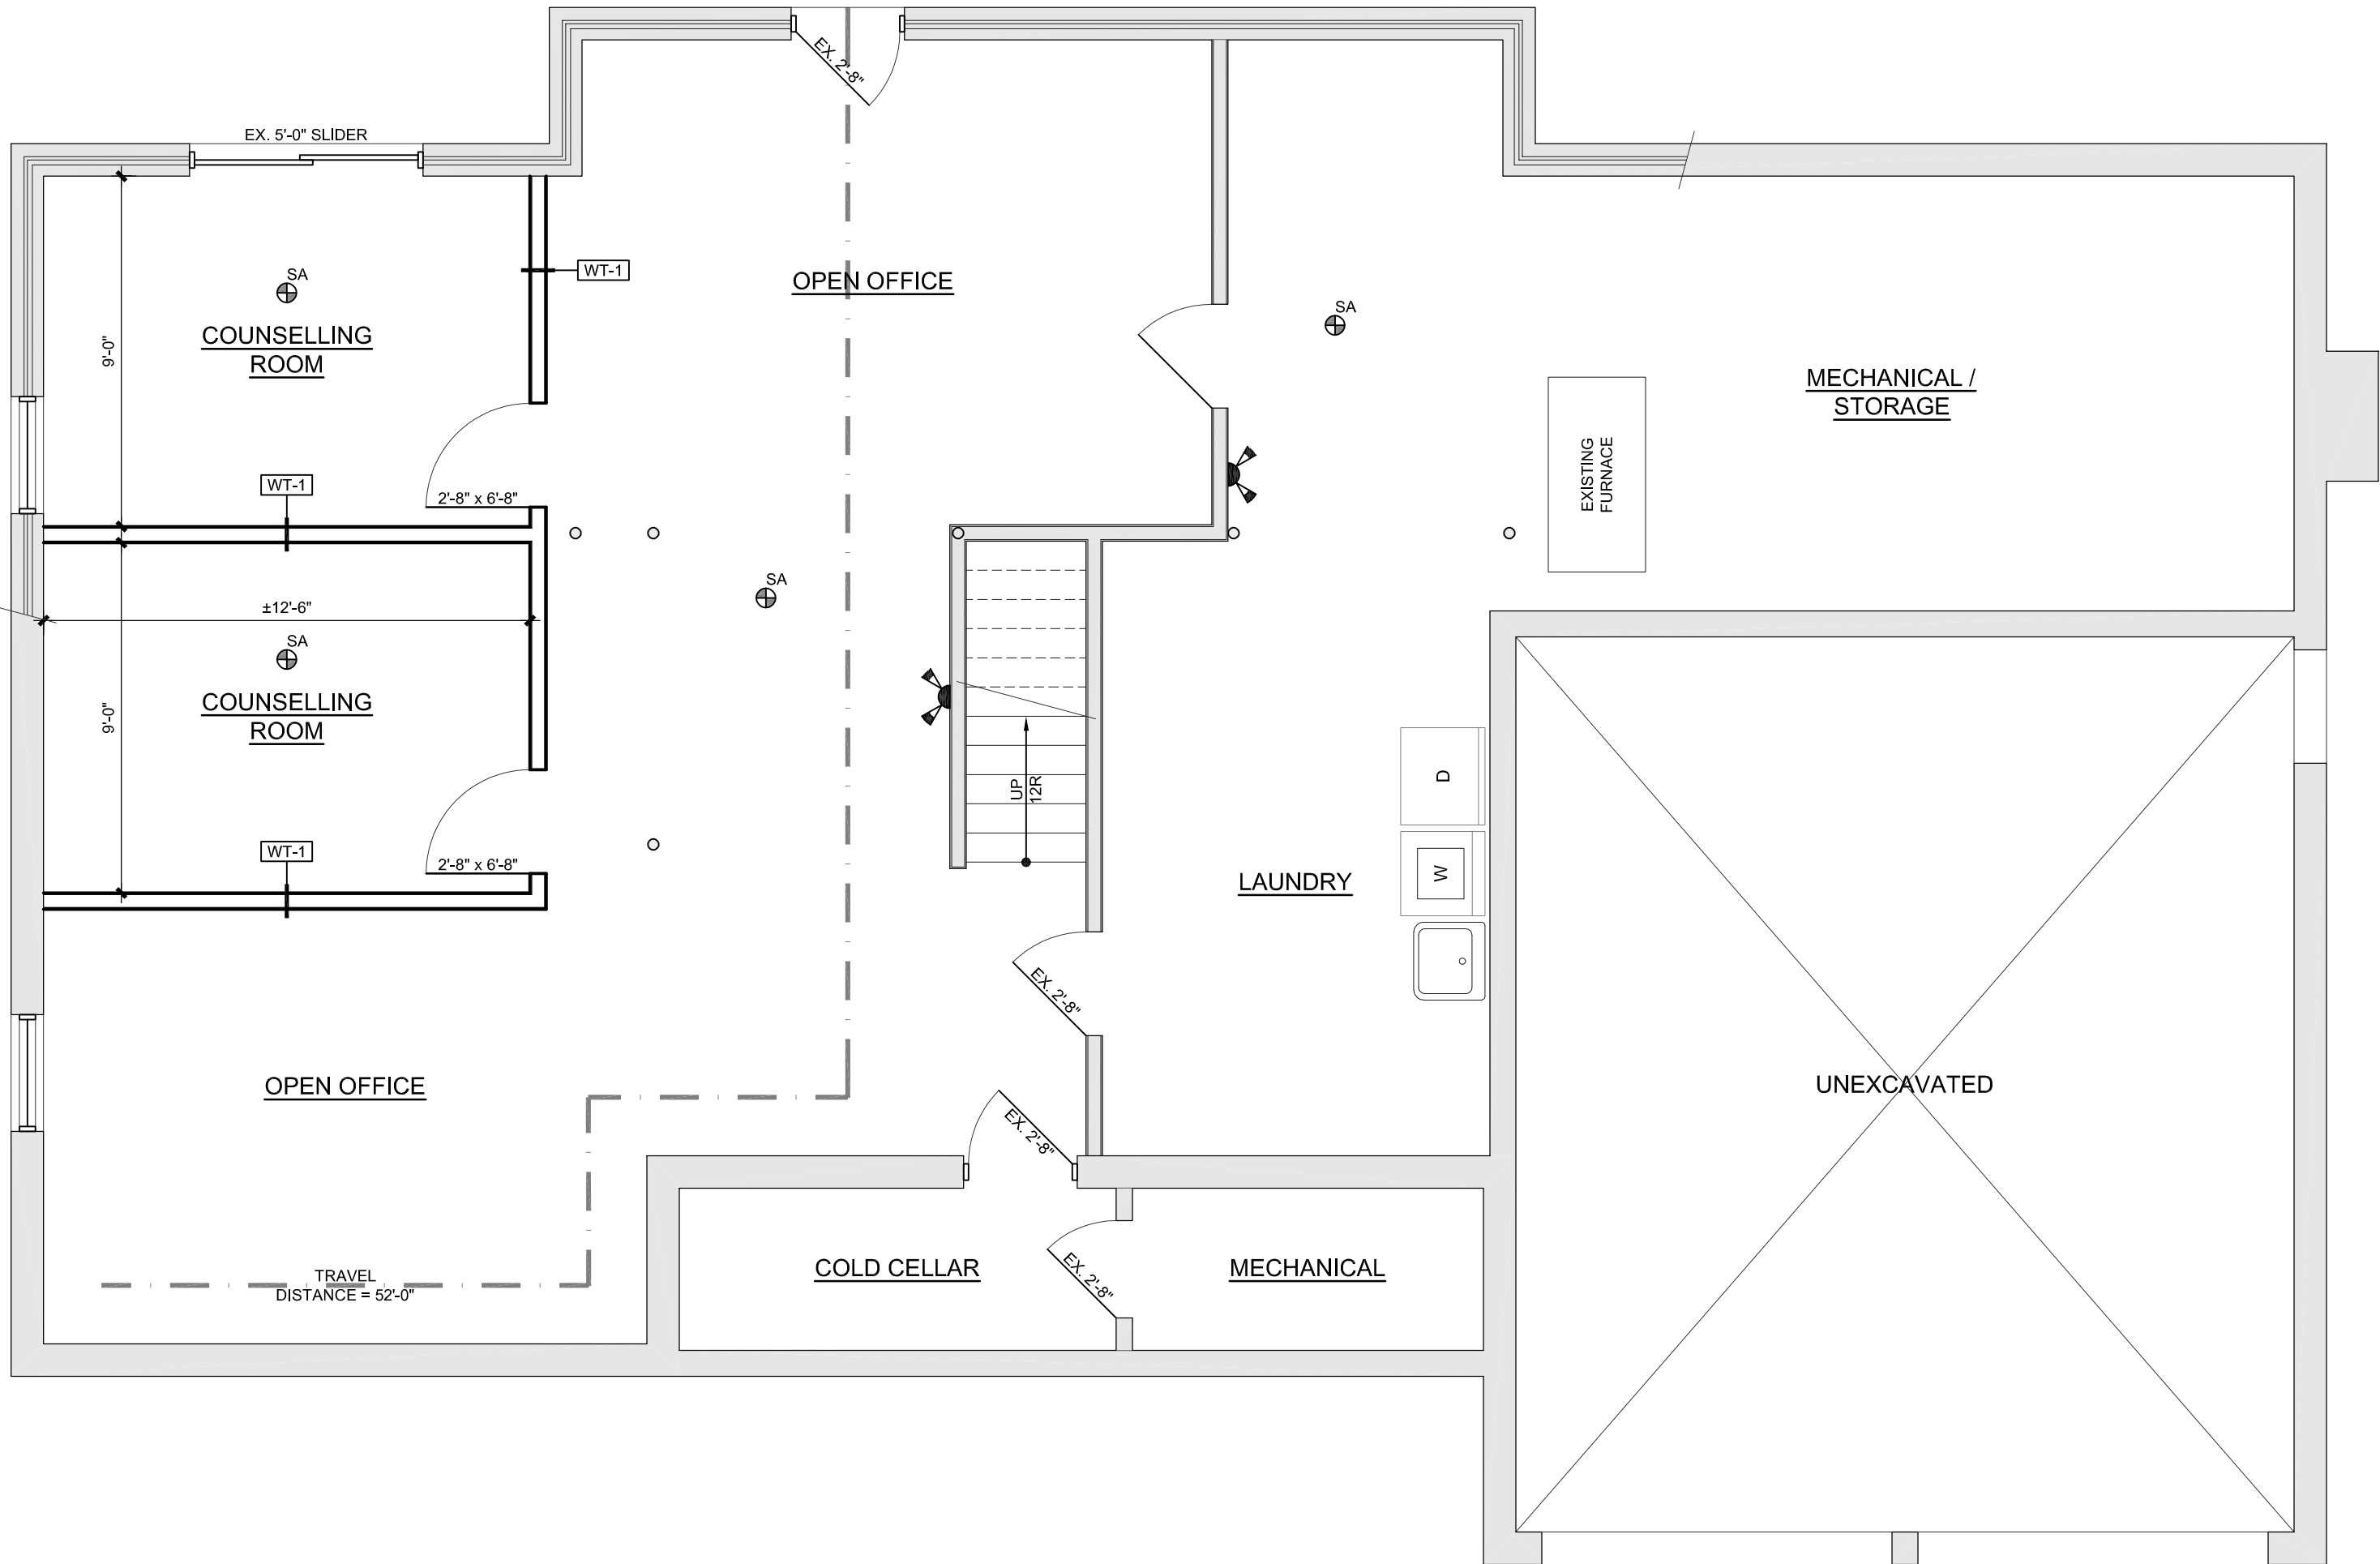 EX. 2'-8"
EX. 5'-0" SLIDER
WT-1
OPEN OFFICE
SA
COUNSELLING
ROOM
9'-0"
SA
MECHANICAL /
STORAGE
EXISTING
FURNACE
WT-1
2'-8" x 6'-8"
SA
±12'-6"
SA
COUNSELLING
ROOM
9'-0"
UP
12R
D
WT-1
2'-8" x 6'-8"
W
LAUNDRY
EX. 2'-8"
OPEN OFFICE
UNEXCAVATED
EX. 2'-8"
TRAVEL
DISTANCE = 52'-0"
COLD CELLAR
EX. 2'-8"
MECHANICAL